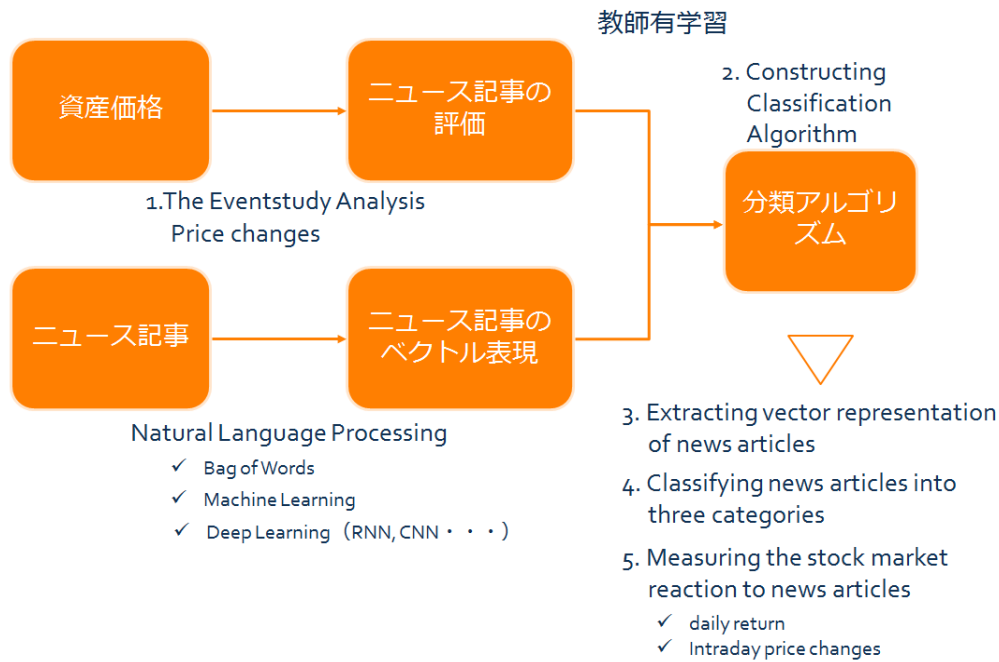 教師有学習
資産価格
ニュース記事の
評価
2. Constructing
Classification
Algorithm
分類アルゴリ
ズム
1.The Eventstudy Analysis
Price changes
ニュース記事
ニュース記事の
ベクトル表現
Natural Language Processing
✓ Bag of Words
✓ Machine Learning
✓ Deep Learning（RNN, CNN・・・）
3. Extracting vector representation
of news articles
4. Classifying news articles into
three categories
5. Measuring the stock market
reaction to news articles
✓ daily return
✓ Intraday price changes